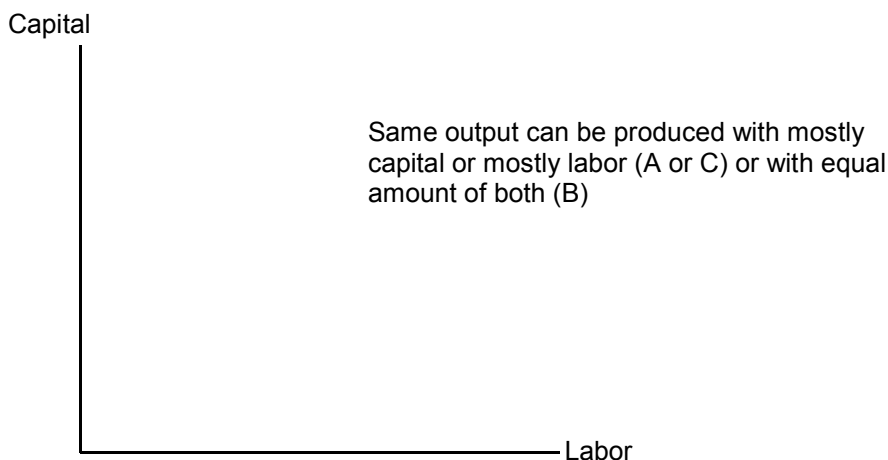 Capital
Same output can be produced with mostly
capital or mostly labor (A or C) or with equal
amount of both (B)
Labor